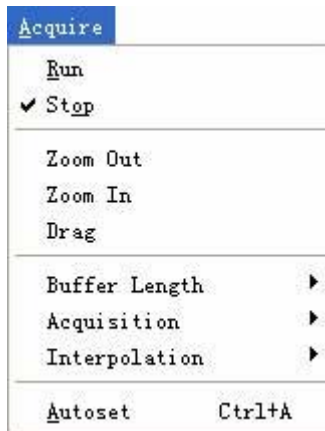 Acquire
Run
Stop
Zoom Out
Zoom In
Drag
Buffer Length
Acquisition
Interpolation
Autoset Ctrl+A